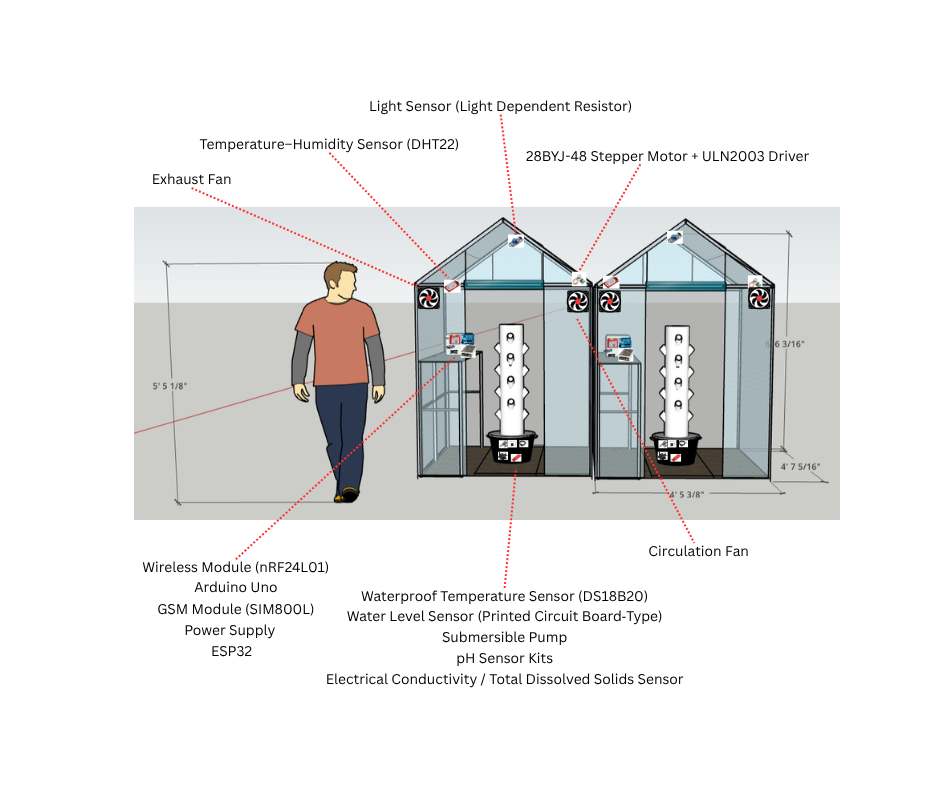 Light Sensor (Light Dependent Resistor)
Temperature–Humidity Sensor (DHT22)
28BYJ-48 Stepper Motor + ULN2003 Driver
Exhaust Fan
6 3/16"
5' 5 1/8"
4' 7 5/16"
4' 5 3/8"
Circulation Fan
Wireless Module (nRF24L01)
Arduino Uno
GSM Module (SIM800L)
Power Supply
ESP32
Waterproof Temperature Sensor (DS18B20)
Water Level Sensor (Printed Circuit Board-Type)
Submersible Pump
pH Sensor Kits
Electrical Conductivity / Total Dissolved Solids Sensor